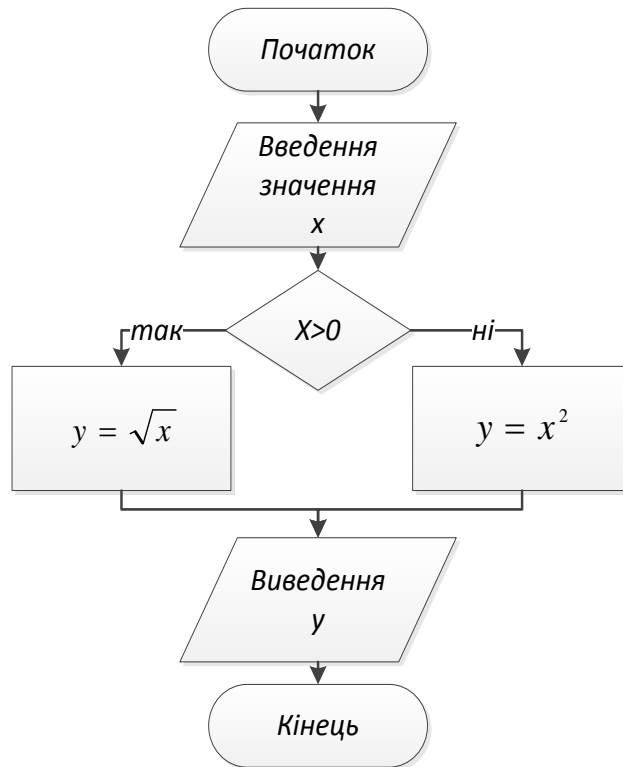 Початок
Введення
значення
x
так
X>0
ні
y = √x
y = x²
Виведення
y
Кінець